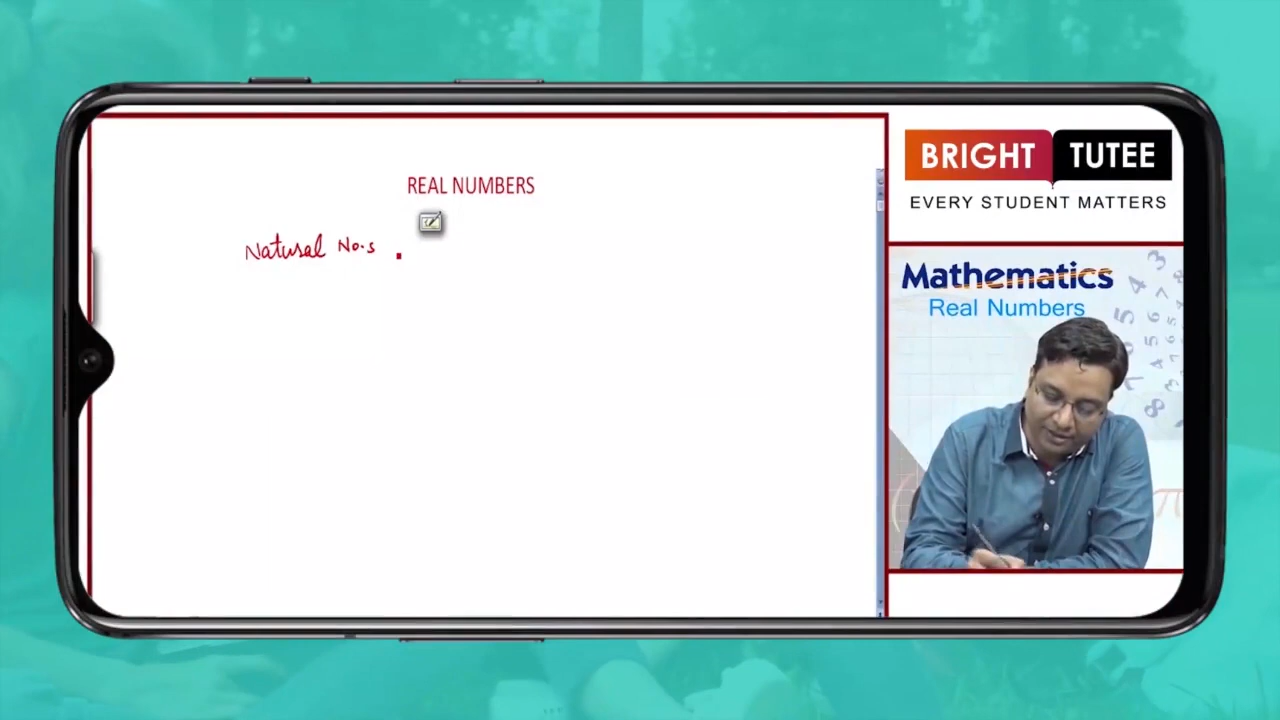 REAL NUMBERS
Natural No.s
BRIGHT TUTEE
EVERY STUDENT MATTERS
Mathematics
Real Numbers